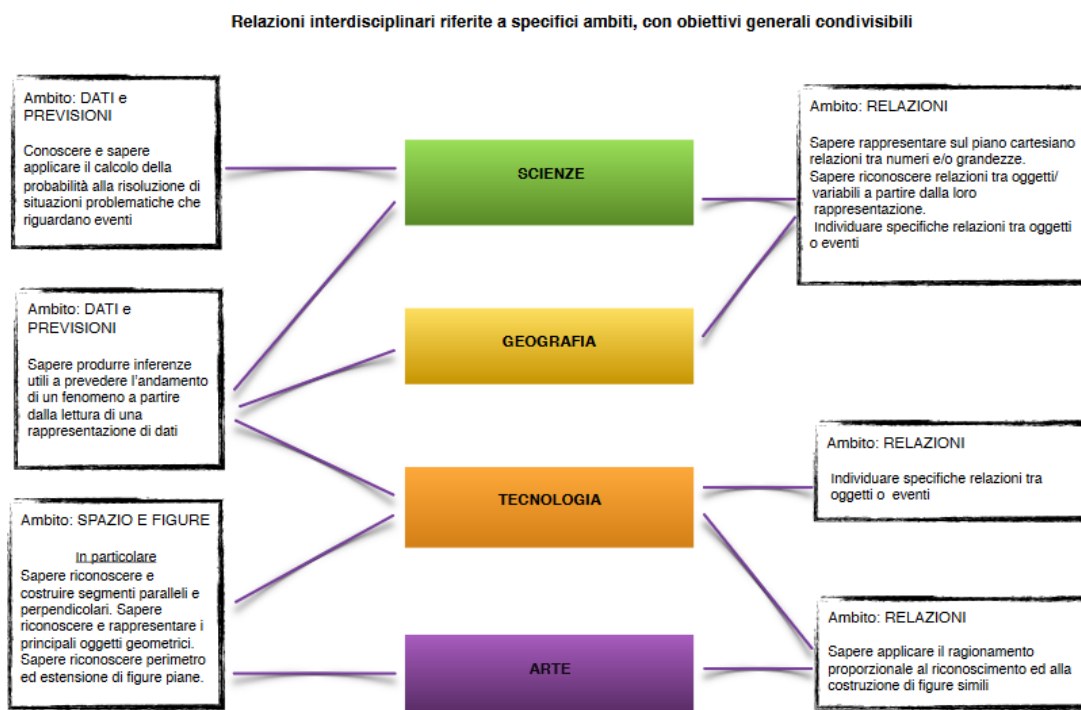 Relazioni interdisciplinari riferite a specifici ambiti, con obiettivi generali condivisibili
Ambito: DATI e
PREVISIONI
Conoscere e sapere
applicare il calcolo della
probabilità alla risoluzione di
situazioni problematiche che
riguardano eventi
Ambito: DATI e
PREVISIONI
Sapere produrre inferenze
utili a prevedere l'andamento
di un fenomeno a partire
dalla lettura di una
rappresentazione di dati
Ambito: SPAZIO E FIGURE
In particolare
Sapere riconoscere e
costruire segmenti paralleli e
perpendicolari. Sapere
riconoscere e rappresentare i
principali oggetti geometrici.
Sapere riconoscere perimetro
ed estensione di figure piane.
SCIENZE
GEOGRAFIA
TECNOLOGIA
ARTE
Ambito: RELAZIONI
Sapere rappresentare sul piano cartesiano
relazioni tra numeri e/o grandezze.
Sapere riconoscere relazioni tra oggetti/
variabili a partire dalla loro
rappresentazione.
Individuare specifiche relazioni tra oggetti
o eventi
Ambito: RELAZIONI
Individuare specifiche relazioni tra
oggetti o eventi
Ambito: RELAZIONI
Sapere applicare il ragionamento
proporzionale al riconoscimento ed alla
costruzione di figure simili